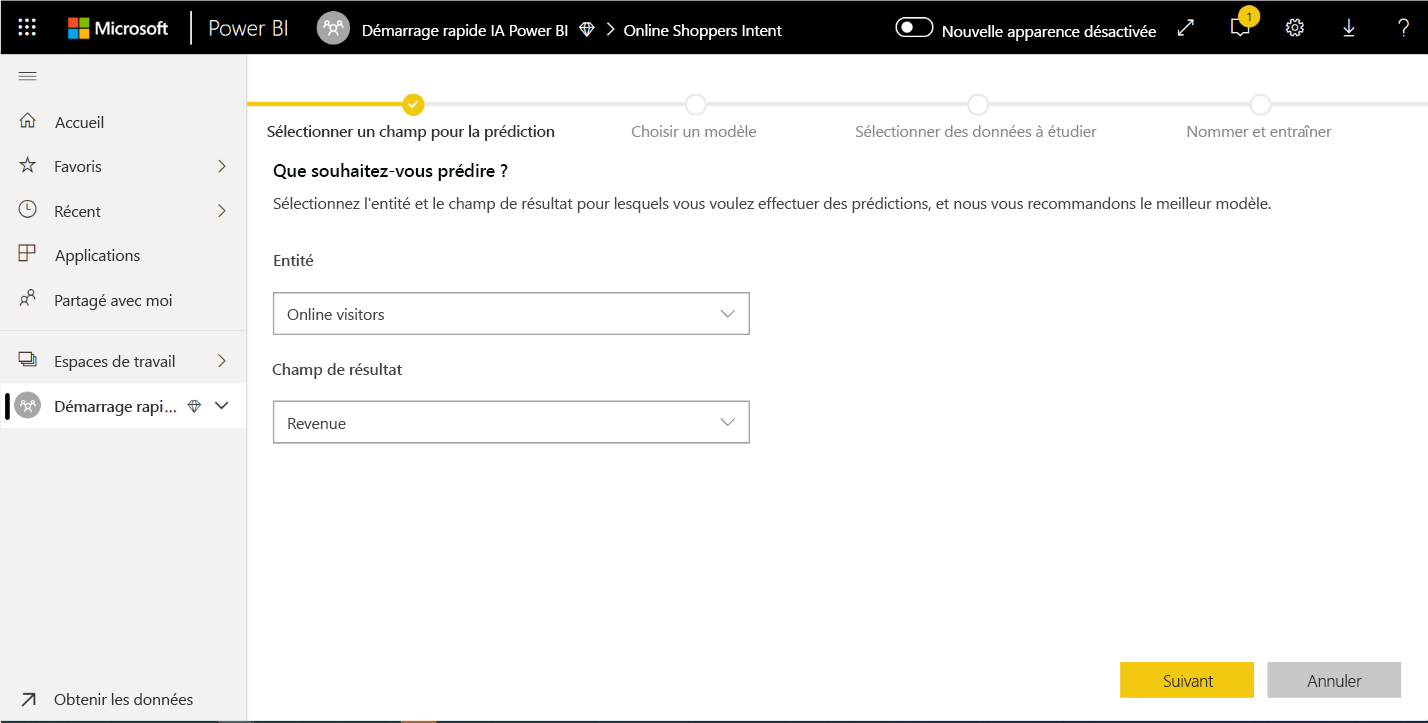 Microsoft Power BI Démarrage rapide IA Power BI Online Shoppers Intent Nouvelle apparence désactivée 1 ?
Accueil
Favoris
Récent
Applications
Partagé avec moi
Espaces de travail
Démarrage rapi...
Obtenir les données
Sélectionner un champ pour la prédiction Choisir un modèle Sélectionner des données à étudier Nommer et entraîner
Que souhaitez-vous prédire ?
Sélectionnez l'entité et le champ de résultat pour lesquels vous voulez effectuer des prédictions, et nous vous recommandons le meilleur modèle.
Entité
Online visitors
Champ de résultat
Revenue
Suivant Annuler